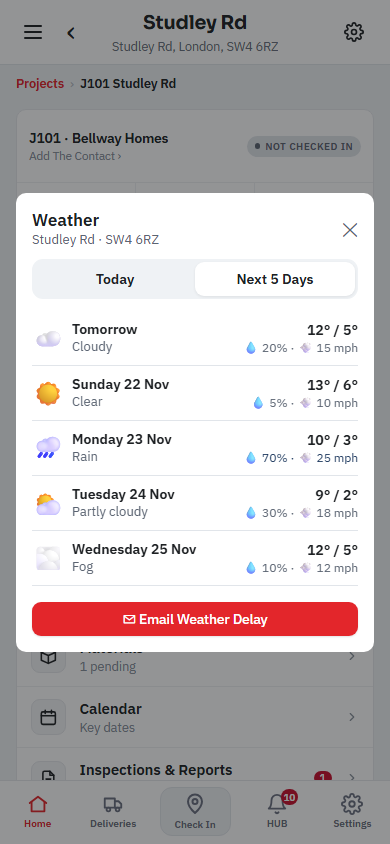 Studley Rd
Studley Rd, London, SW4 6RZ
Projects › J101 Studley Rd
J101 · Bellway Homes
Add The Contact ›
NOT CHECKED IN
Weather
Studley Rd · SW4 6RZ
Today
Next 5 Days
Tomorrow
12° / 5°
Cloudy
20% · 15 mph
Sunday 22 Nov
13° / 6°
Clear
5% · 10 mph
Monday 23 Nov
10° / 3°
Rain
70% · 25 mph
Tuesday 24 Nov
9° / 2°
Partly cloudy
30% · 18 mph
Wednesday 25 Nov
12° / 5°
Fog
10% · 12 mph
Email Weather Delay
Materials
1 pending
Calendar
Key dates
Inspections & Reports
1
10
Home
Deliveries
Check In
HUB
Settings